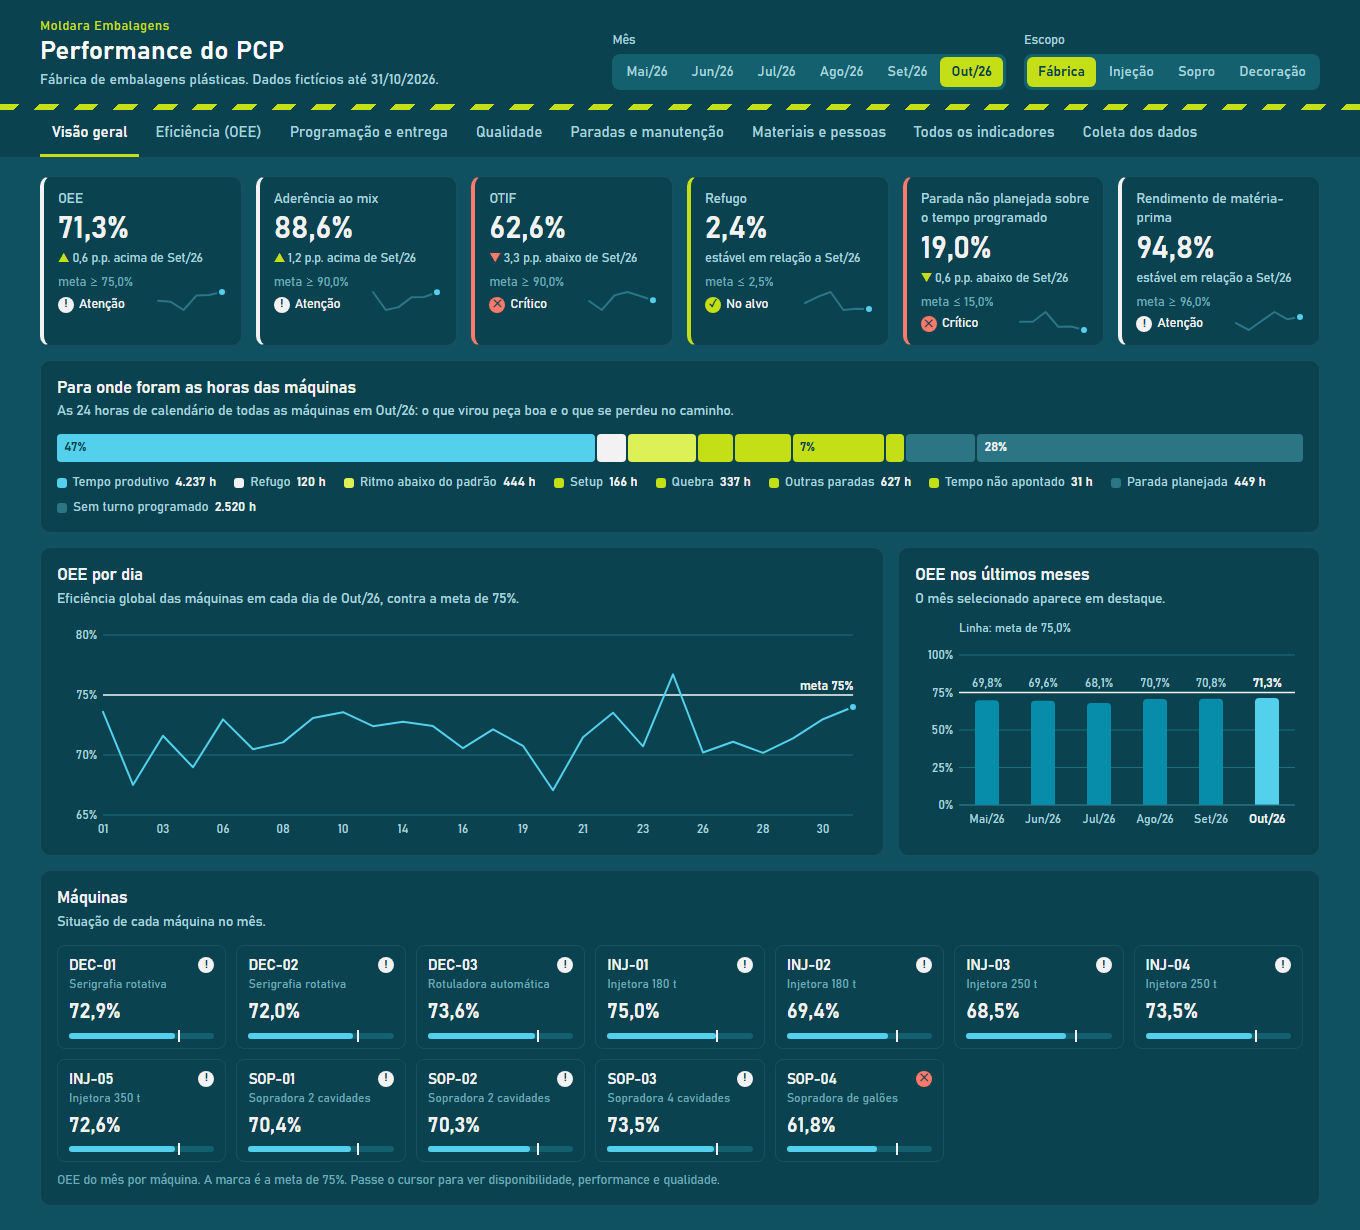 Moldara Embalagens
Performance do PCP
Fábrica de embalagens plásticas. Dados fictícios até 31/10/2026.
Mês
Mai/26 Jun/26 Jul/26 Ago/26 Set/26 Out/26
Escopo
Fábrica Injeção Sopro Decoração
Visão geral Eficiência (OEE) Programação e entrega Qualidade Paradas e manutenção Materiais e pessoas Todos os indicadores Coleta dos dados
OEE
71,3%
▲ 0,6 p.p. acima de Set/26
meta ≥ 75,0%
! Atenção
Aderência ao mix
88,6%
▲ 1,2 p.p. acima de Set/26
meta ≥ 90,0%
! Atenção
OTIF
62,6%
▼ 3,3 p.p. abaixo de Set/26
meta ≥ 90,0%
✕ Crítico
Refugo
2,4%
estável em relação a Set/26
meta ≤ 2,5%
✓ No alvo
Parada não planejada sobre
o tempo programado
19,0%
▼ 0,6 p.p. abaixo de Set/26
meta ≤ 15,0%
✕ Crítico
Rendimento de matéria-
prima
94,8%
estável em relação a Set/26
meta ≥ 96,0%
! Atenção
Para onde foram as horas das máquinas
As 24 horas de calendário de todas as máquinas em Out/26: o que virou peça boa e o que se perdeu no caminho.
47% 7% 28%
Tempo produtivo 4.237 h Refugo 120 h Ritmo abaixo do padrão 444 h Setup 166 h Quebra 337 h Outras paradas 627 h Tempo não apontado 31 h Parada planejada 449 h
Sem turno programado 2.520 h
OEE por dia
Eficiência global das máquinas em cada dia de Out/26, contra a meta de 75%.
80%
meta 75%
75%
70%
65%
01 03 06 08 10 14 16 19 21 23 26 28 30
OEE nos últimos meses
O mês selecionado aparece em destaque.
Linha: meta de 75,0%
100%
69,8% 69,6% 68,1% 70,7% 70,8% 71,3%
75%
50%
25%
0%
Mai/26 Jun/26 Jul/26 Ago/26 Set/26 Out/26
Máquinas
Situação de cada máquina no mês.
DEC-01 !
Serigrafia rotativa
72,9%
DEC-02 !
Serigrafia rotativa
72,0%
DEC-03 !
Rotuladora automática
73,6%
INJ-01 !
Injetora 180 t
75,0%
INJ-02 !
Injetora 180 t
69,4%
INJ-03 !
Injetora 250 t
68,5%
INJ-04 !
Injetora 250 t
73,5%
INJ-05 !
Injetora 350 t
72,6%
SOP-01 !
Sopradora 2 cavidades
70,4%
SOP-02 !
Sopradora 2 cavidades
70,3%
SOP-03 !
Sopradora 4 cavidades
73,5%
SOP-04 ✕
Sopradora de galões
61,8%
OEE do mês por máquina. A marca é a meta de 75%. Passe o cursor para ver disponibilidade, performance e qualidade.